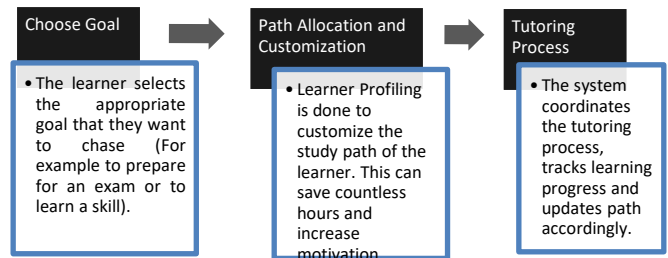 Choose Goal
• The learner selects
the appropriate
goal that they want
to chase (For
example to prepare
for an exam or to
learn a skill).
Path Allocation and
Customization
• Learner Profiling
is done to
customize the
study path of the
learner. This can
save countless
hours and
increase
motivation
Tutoring
Process
• The system
coordinates
the tutoring
process,
tracks learning
progress and
updates path
accordingly.